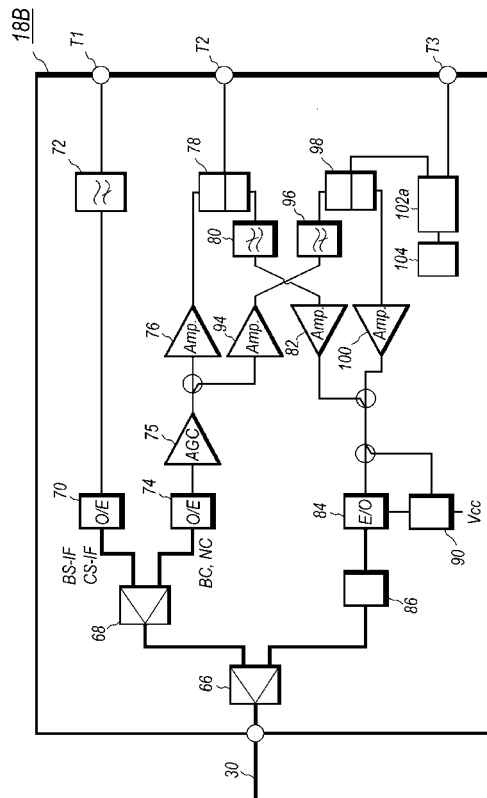 18B
T1
T2
T3
72
78
98
102a
80
96
104
76
Amp.
94
Amp.
82
Amp.
100
Amp.
75
AGC
70
O/E
74
O/E
84
E/O
90
Vcc
BS-IF
CS-IF
BC, NC
68
86
66
30